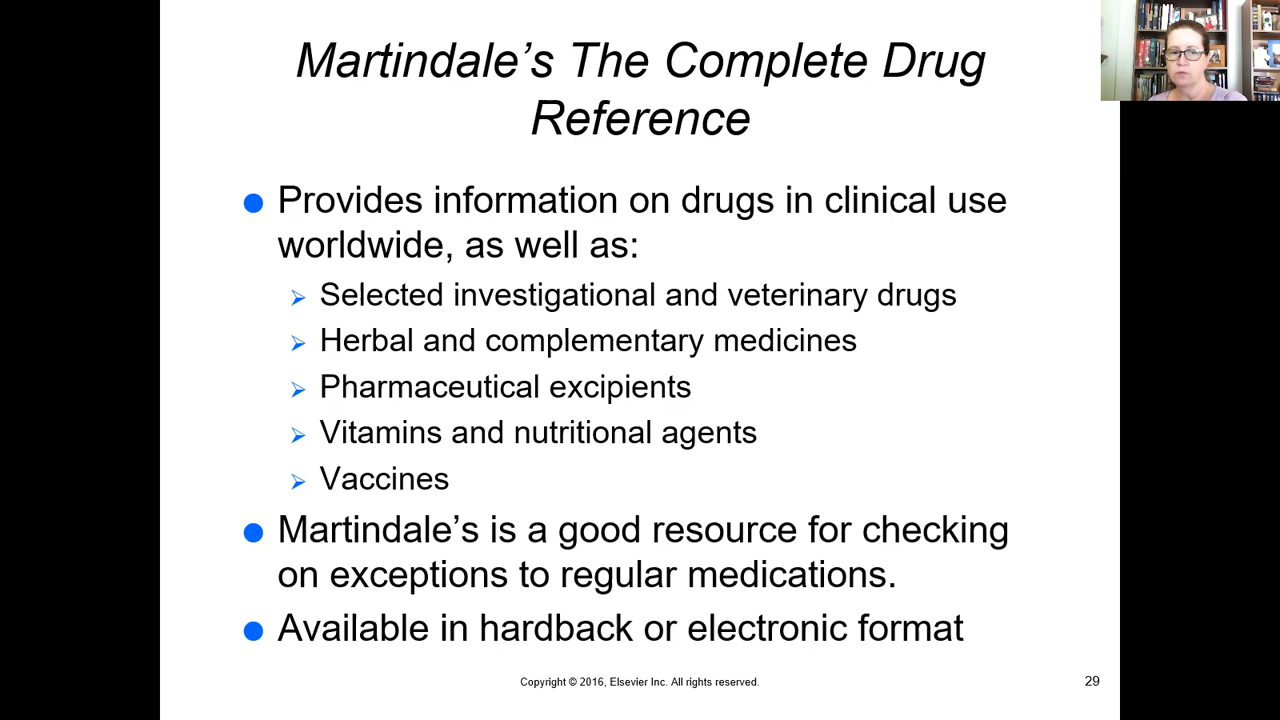 Martindale’s The Complete Drug
Reference
Provides information on drugs in clinical use
worldwide, as well as:
Selected investigational and veterinary drugs
Herbal and complementary medicines
Pharmaceutical excipients
Vitamins and nutritional agents
Vaccines
Martindale’s is a good resource for checking
on exceptions to regular medications.
Available in hardback or electronic format
Copyright © 2016, Elsevier Inc. All rights reserved.
29